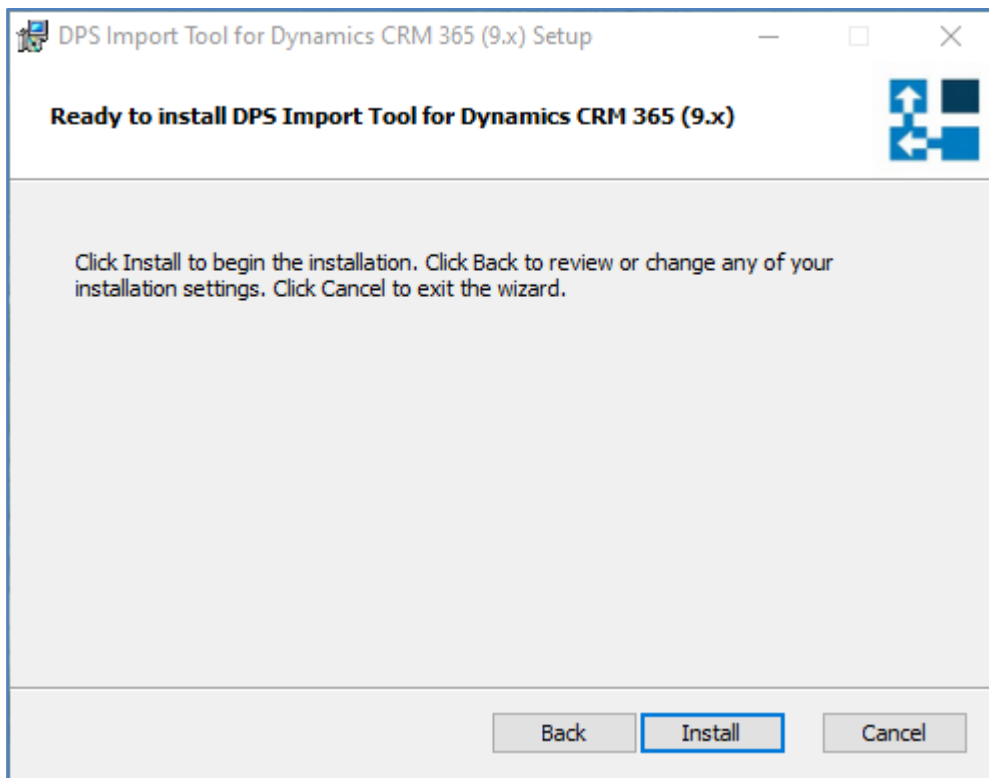 DPS Import Tool for Dynamics CRM 365 (9.x) Setup
Ready to install DPS Import Tool for Dynamics CRM 365 (9.x)
Click Install to begin the installation. Click Back to review or change any of your
installation settings. Click Cancel to exit the wizard.
Back Install Cancel